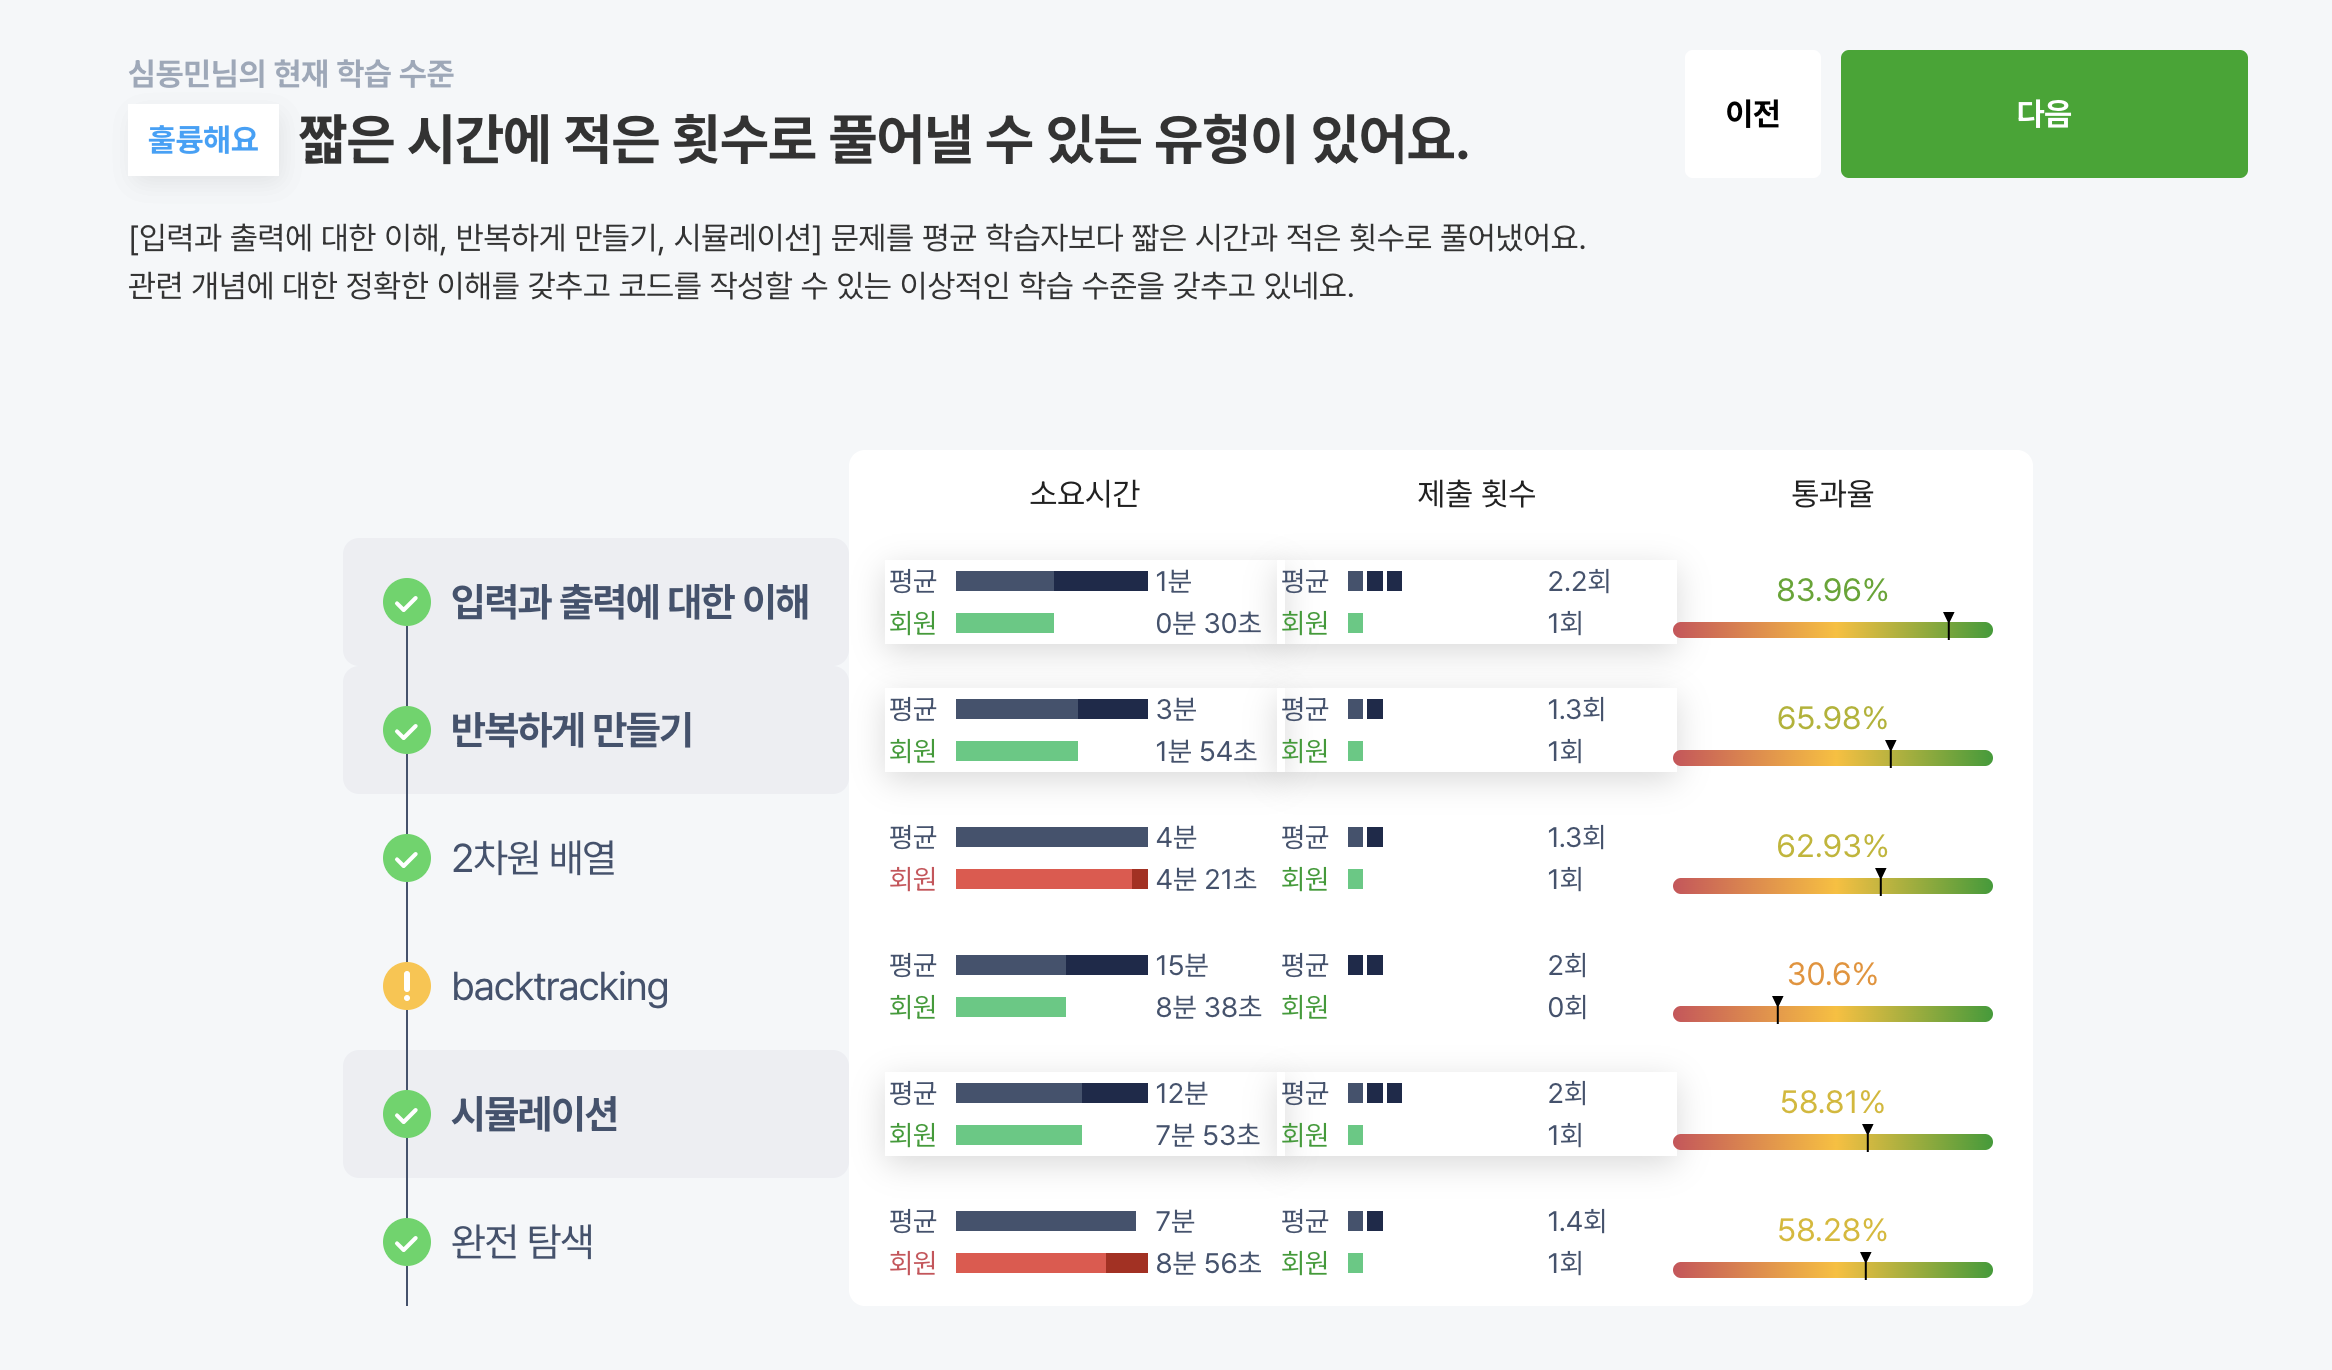 심동민님의 현재 학습 수준
훌륭해요 짧은 시간에 적은 횟수로 풀어낼 수 있는 유형이 있어요.
이전
다음
[입력과 출력에 대한 이해, 반복하게 만들기, 시뮬레이션] 문제를 평균 학습자보다 짧은 시간과 적은 횟수로 풀어냈어요.
관련 개념에 대한 정확한 이해를 갖추고 코드를 작성할 수 있는 이상적인 학습 수준을 갖추고 있네요.
소요시간 제출 횟수 통과율
입력과 출력에 대한 이해
평균 1분 평균 2.2회
회원 0분 30초 회원 1회
83.96%
반복하게 만들기
평균 3분 평균 1.3회
회원 1분 54초 회원 1회
65.98%
2차원 배열
평균 4분 평균 1.3회
회원 4분 21초 회원 1회
62.93%
backtracking
평균 15분 평균 2회
회원 8분 38초 회원 0회
30.6%
시뮬레이션
평균 12분 평균 2회
회원 7분 53초 회원 1회
58.81%
완전 탐색
평균 7분 평균 1.4회
회원 8분 56초 회원 1회
58.28%